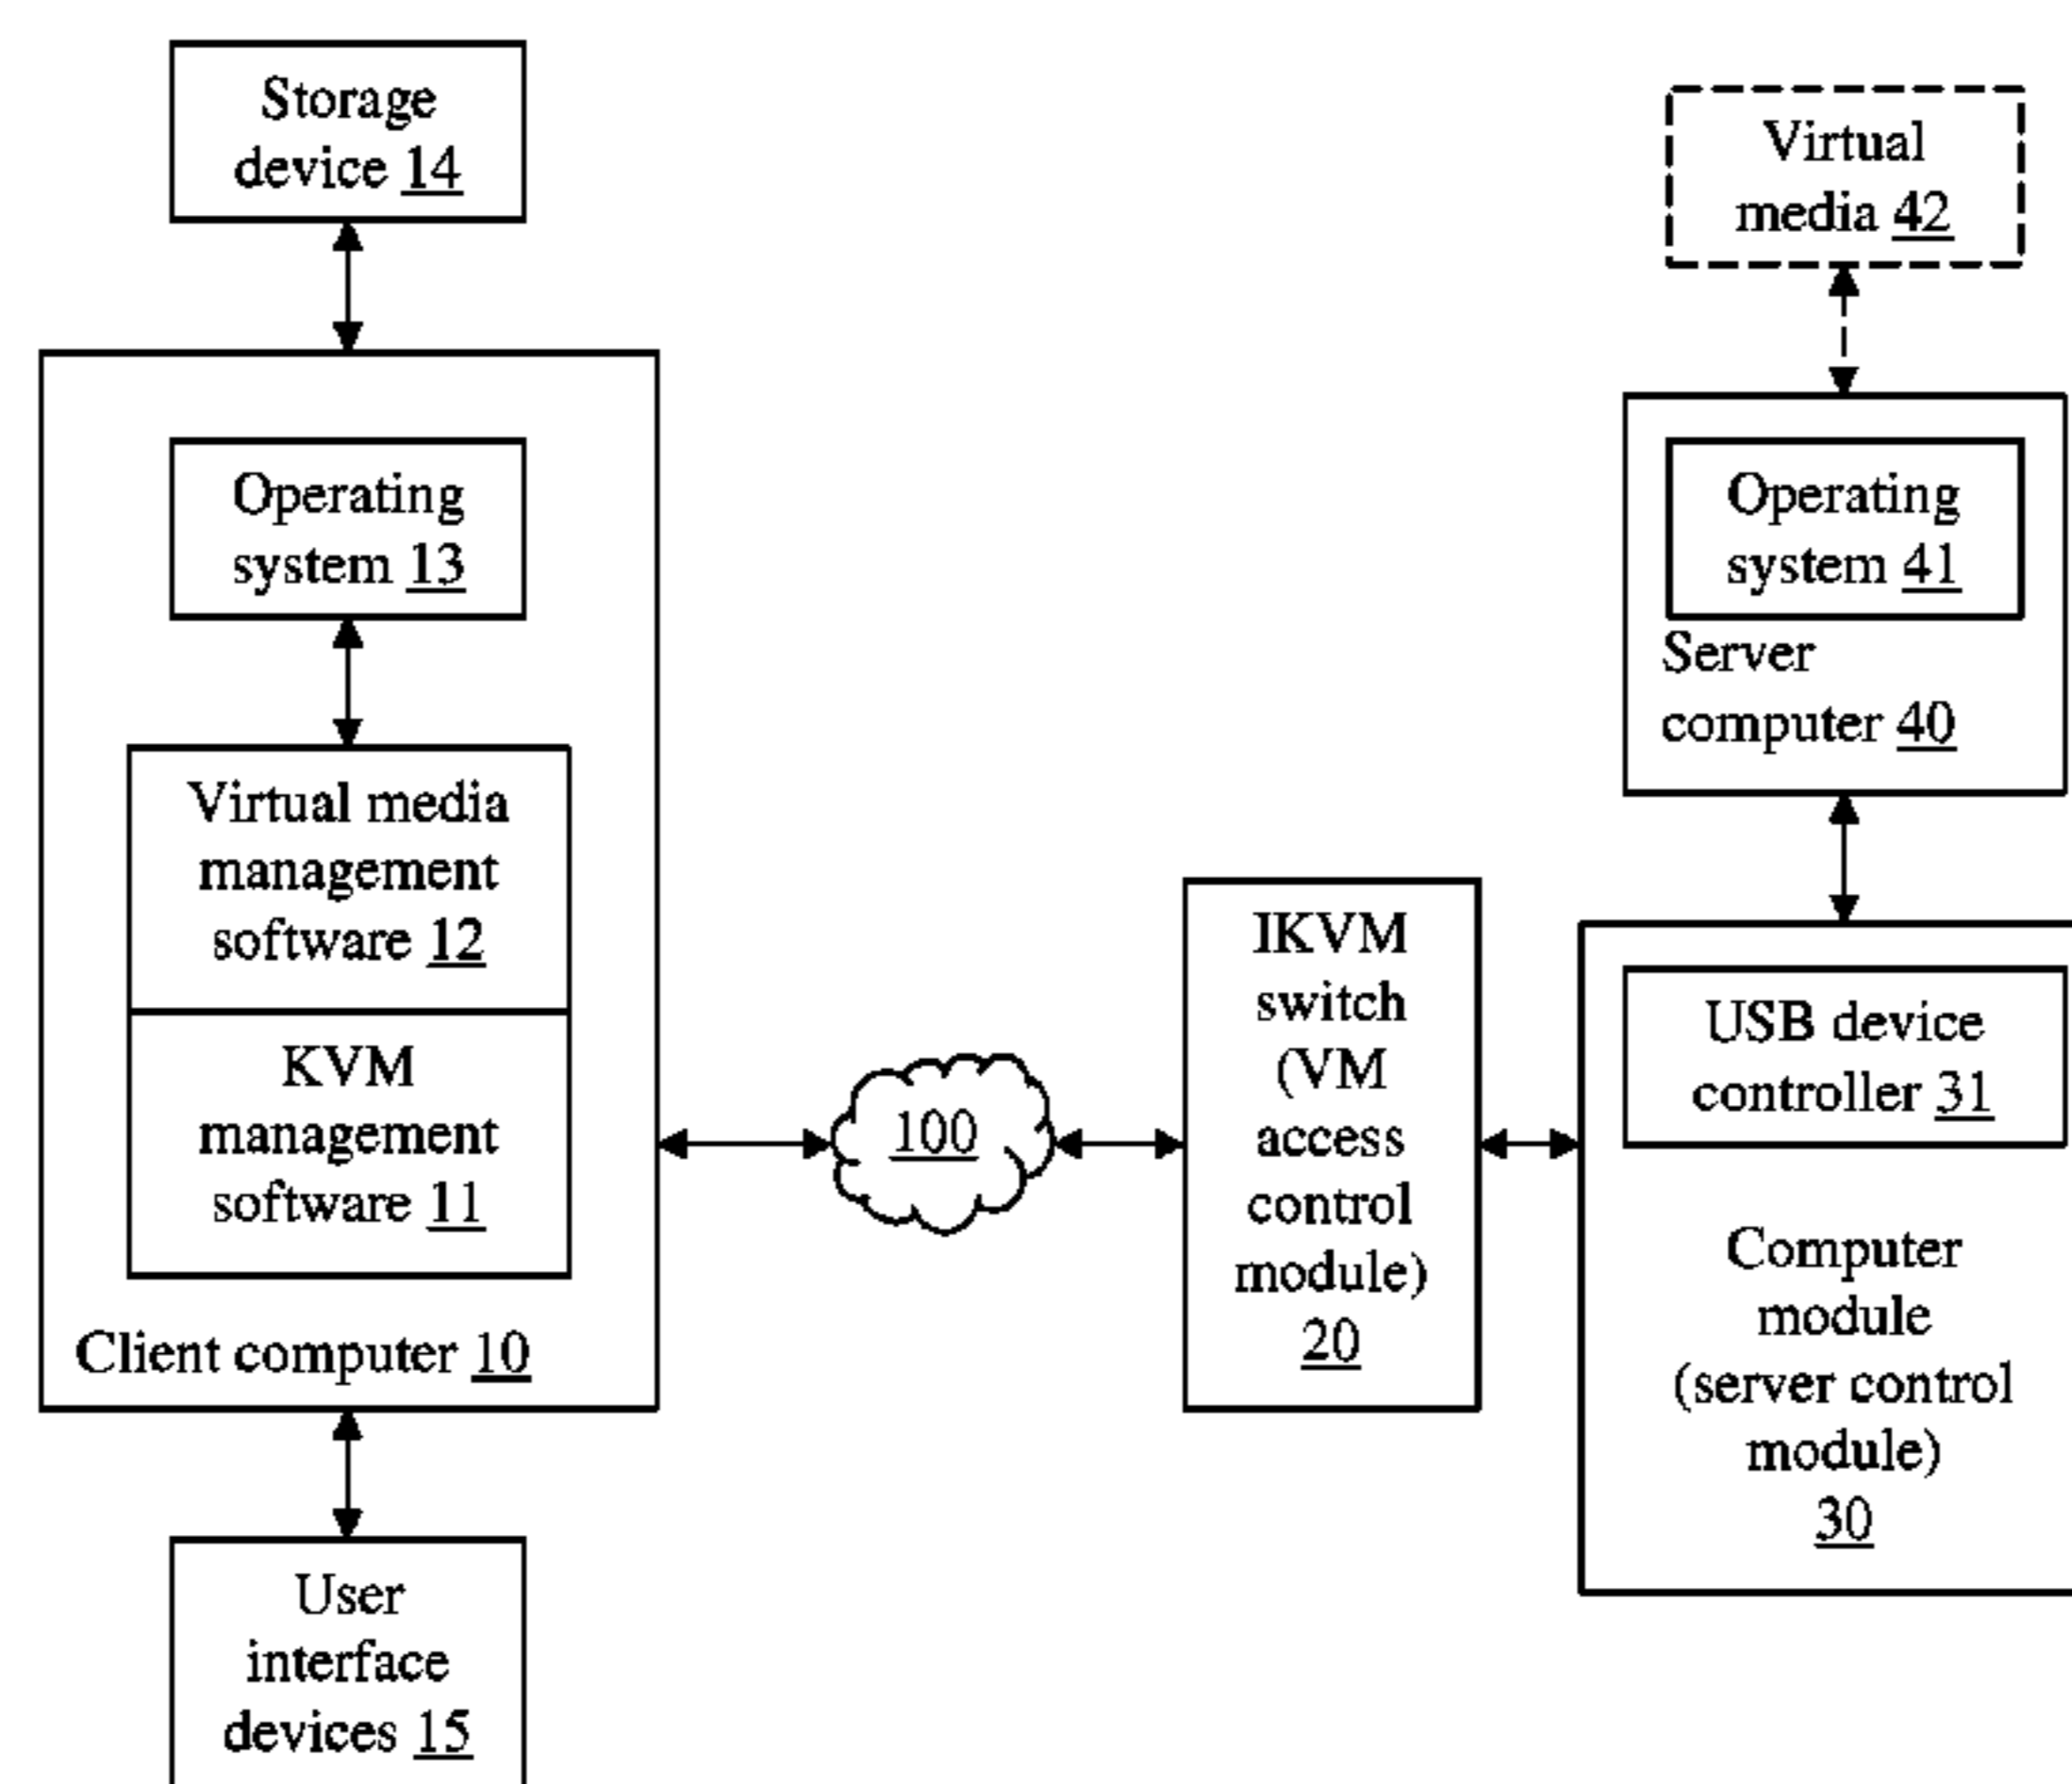 Storage
device 14
Operating
system 13
Virtual media
management
software 12
KVM
management
software 11
Client computer 10
User
interface
devices 15
100
IKVM
switch
(VM
access
control
module)
20
Virtual
media 42
Operating
system 41
Server
computer 40
USB device
controller 31
Computer
module
(server control
module)
30